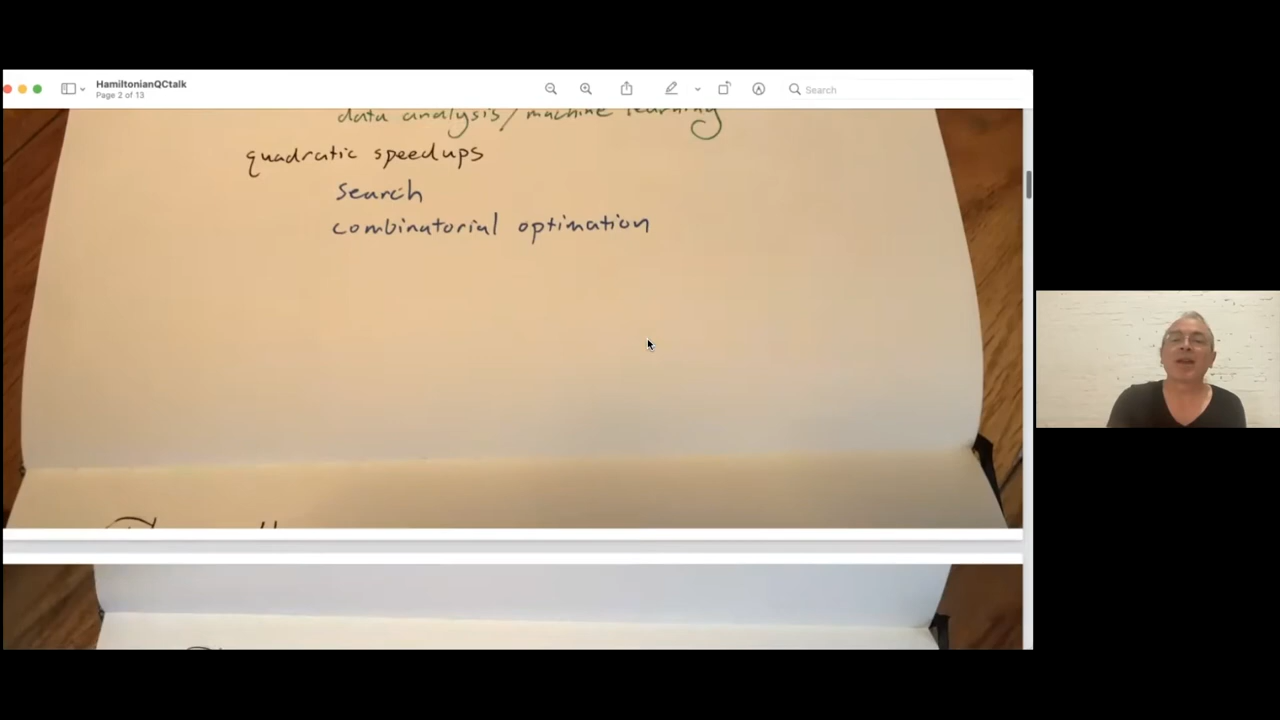 HamiltonianQCtalk
Page 2 of 13
Search
data analysis/machine learning
quadratic speedups
search
combinatorial optimation